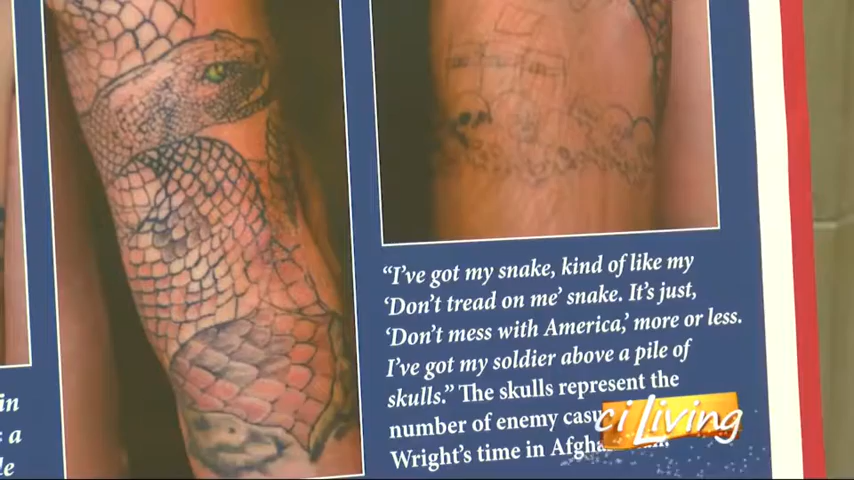 in
a
"I've got my snake, kind of like my
'Don't tread on me' snake. It's just,
'Don't mess with America,' more or less.
I've got my soldier above a pile of
skulls." The skulls represent the
number of enemy
Wright's time in
ciLiving